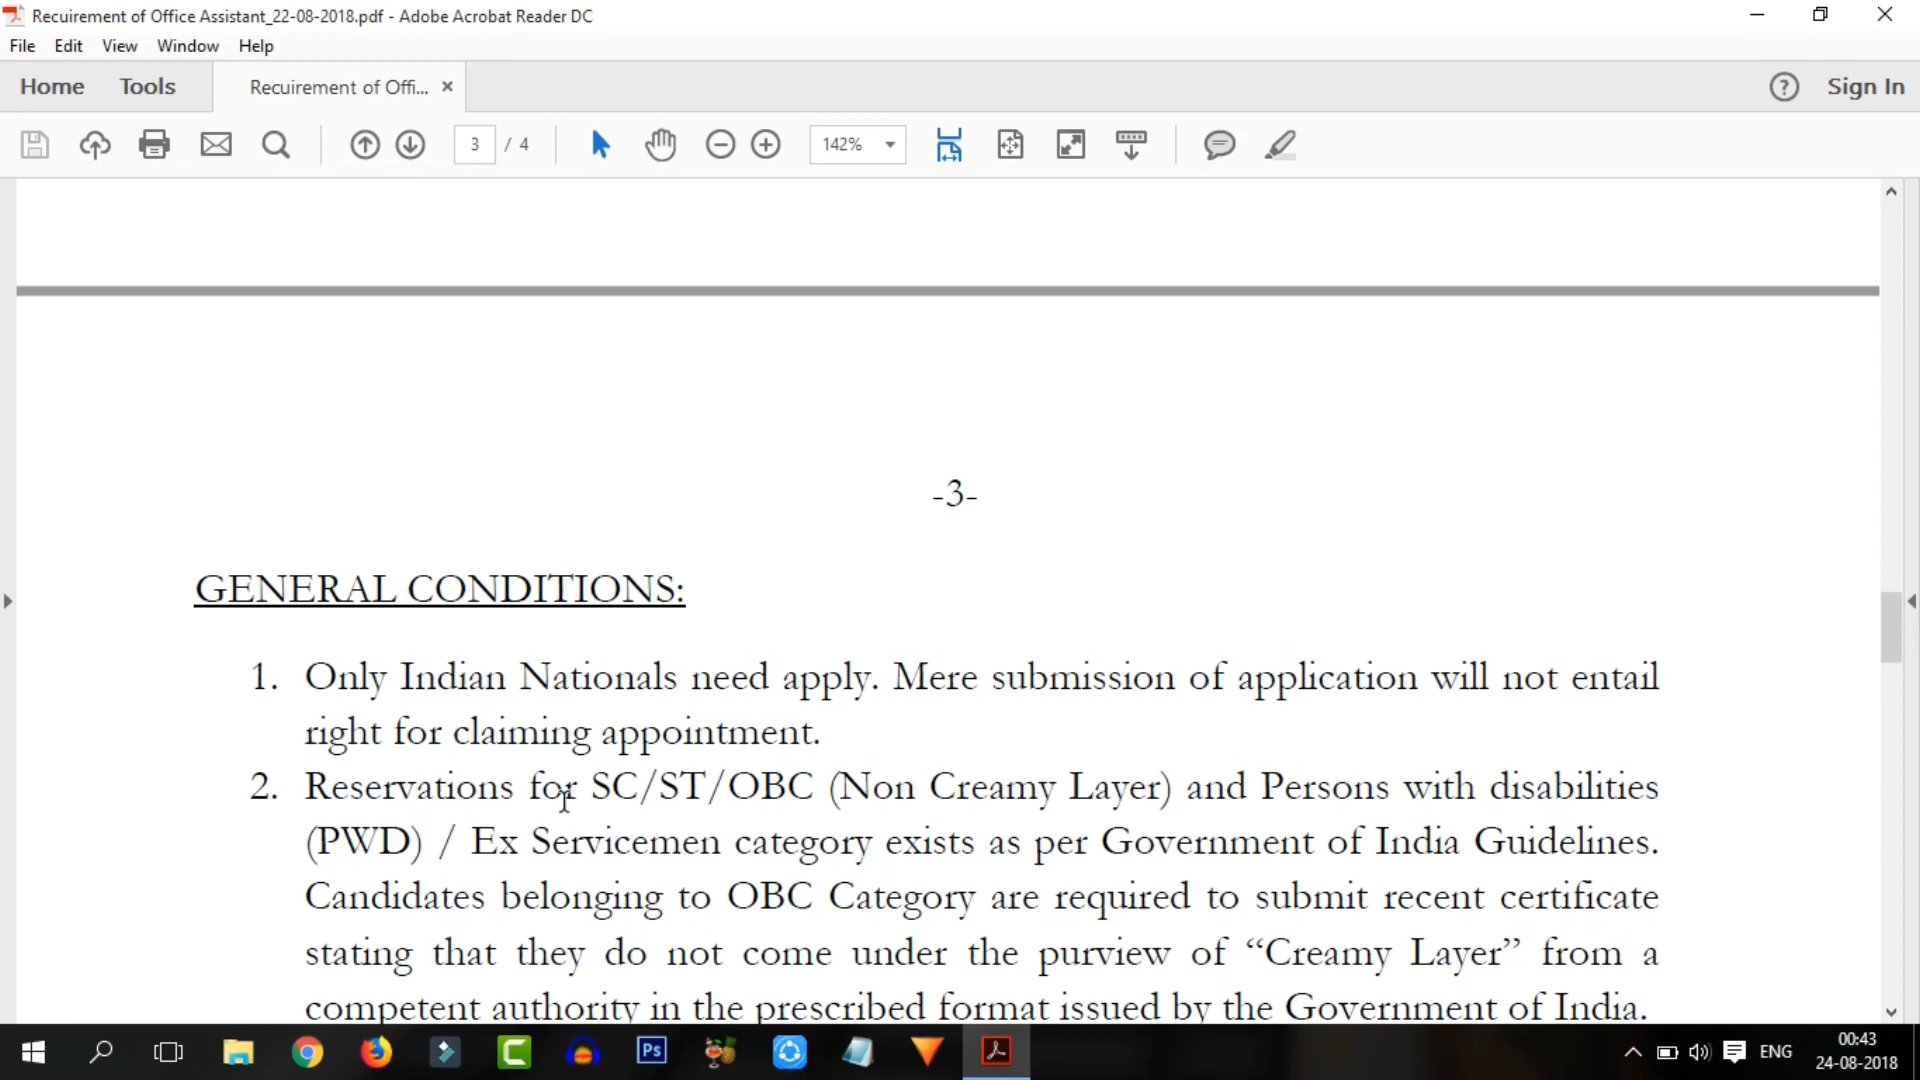 Recuirement of Office Assistant_22-08-2018.pdf - Adobe Acrobat Reader DC
File Edit View Window Help
Home Tools Recuirement of Offi... × ? Sign In
3 / 4 142%
-3-
GENERAL CONDITIONS:
1. Only Indian Nationals need apply. Mere submission of application will not entail
right for claiming appointment.
2. Reservations for SC/ST/OBC (Non Creamy Layer) and Persons with disabilities
(PWD) / Ex Servicemen category exists as per Government of India Guidelines.
Candidates belonging to OBC Category are required to submit recent certificate
stating that they do not come under the purview of “Creamy Layer” from a
competent authority in the prescribed format issued by the Government of India.
Ps
ENG
00:43
24-08-2018